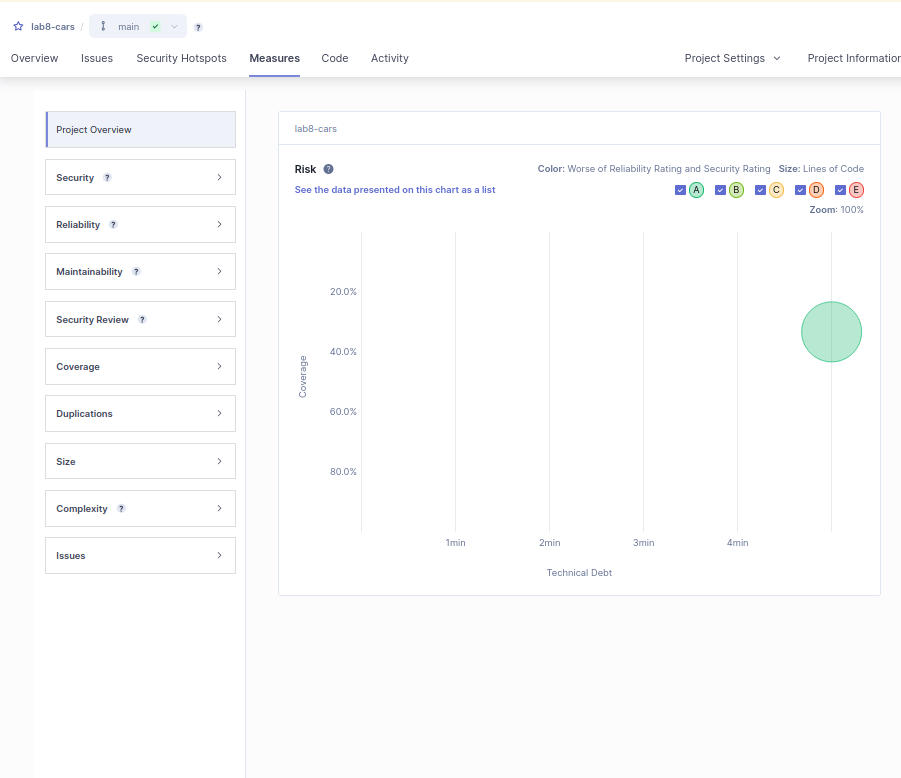 lab8-cars / main ?
Overview Issues Security Hotspots Measures Code Activity Project Settings Project Information
Project Overview
Security ?
Reliability ?
Maintainability ?
Security Review ?
Coverage
Duplications
Size
Complexity ?
Issues
lab8-cars
Risk ? Color: Worse of Reliability Rating and Security Rating Size: Lines of Code
See the data presented on this chart as a list A B C D E
Zoom: 100%
20.0%
40.0%
60.0%
80.0%
Coverage
1min 2min 3min 4min
Technical Debt